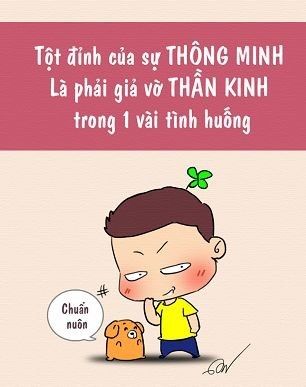 Tột đỉnh của sự THÔNG MINH
Là phải giả vờ THẦN KINH
trong 1 vài tình huống
Chuẩn
nuôn